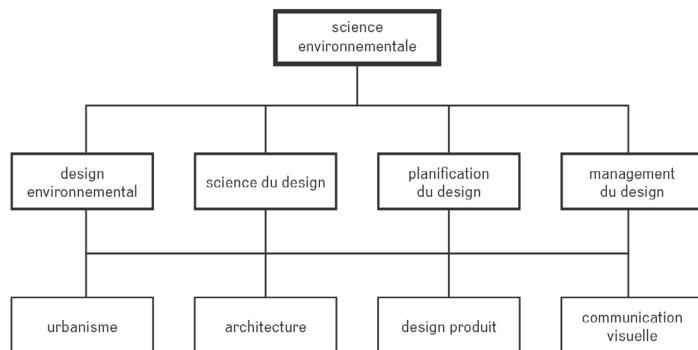 science
environnementale
design
environnemental
science du design
planification
du design
management
du design
urbanisme
architecture
design produit
communication
visuelle